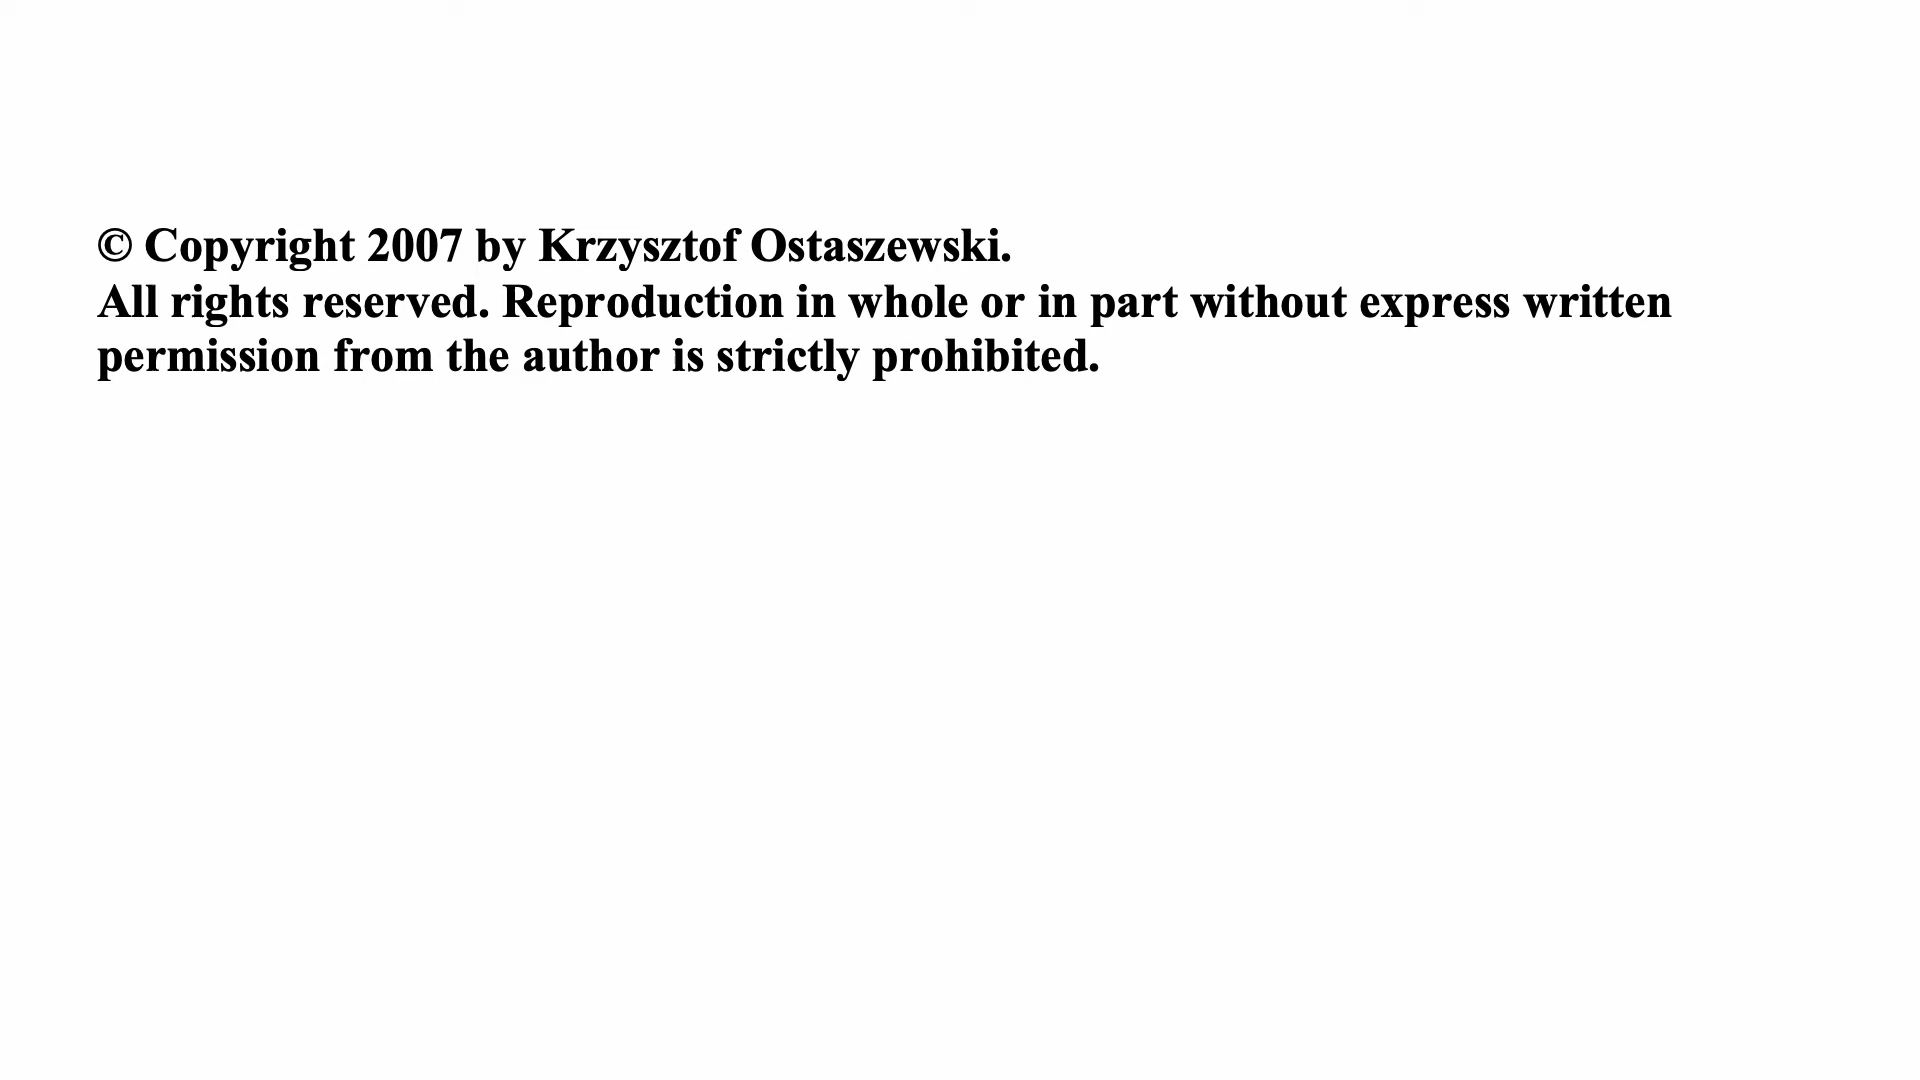 © Copyright 2007 by Krzysztof Ostaszewski.
All rights reserved. Reproduction in whole or in part without express written
permission from the author is strictly prohibited.